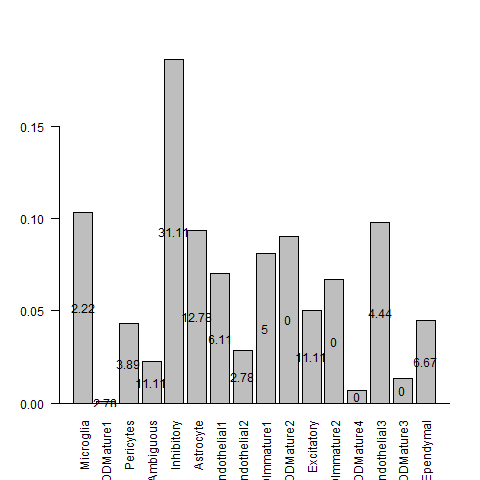 0.15
0.10
0.05
0.00
31.11
2.22
12.78
6.11
5
0
4.44
3.89
11.11
2.78
11.11
0
0
0
6.67
2.78
Microglia
ODMature1
Pericytes
Ambiguous
Inhibitory
Astrocyte
ndothelial1
ndothelial2
DImmature1
ODMature2
Excitatory
DImmature2
ODMature4
ndothelial3
ODMature3
Ependymal